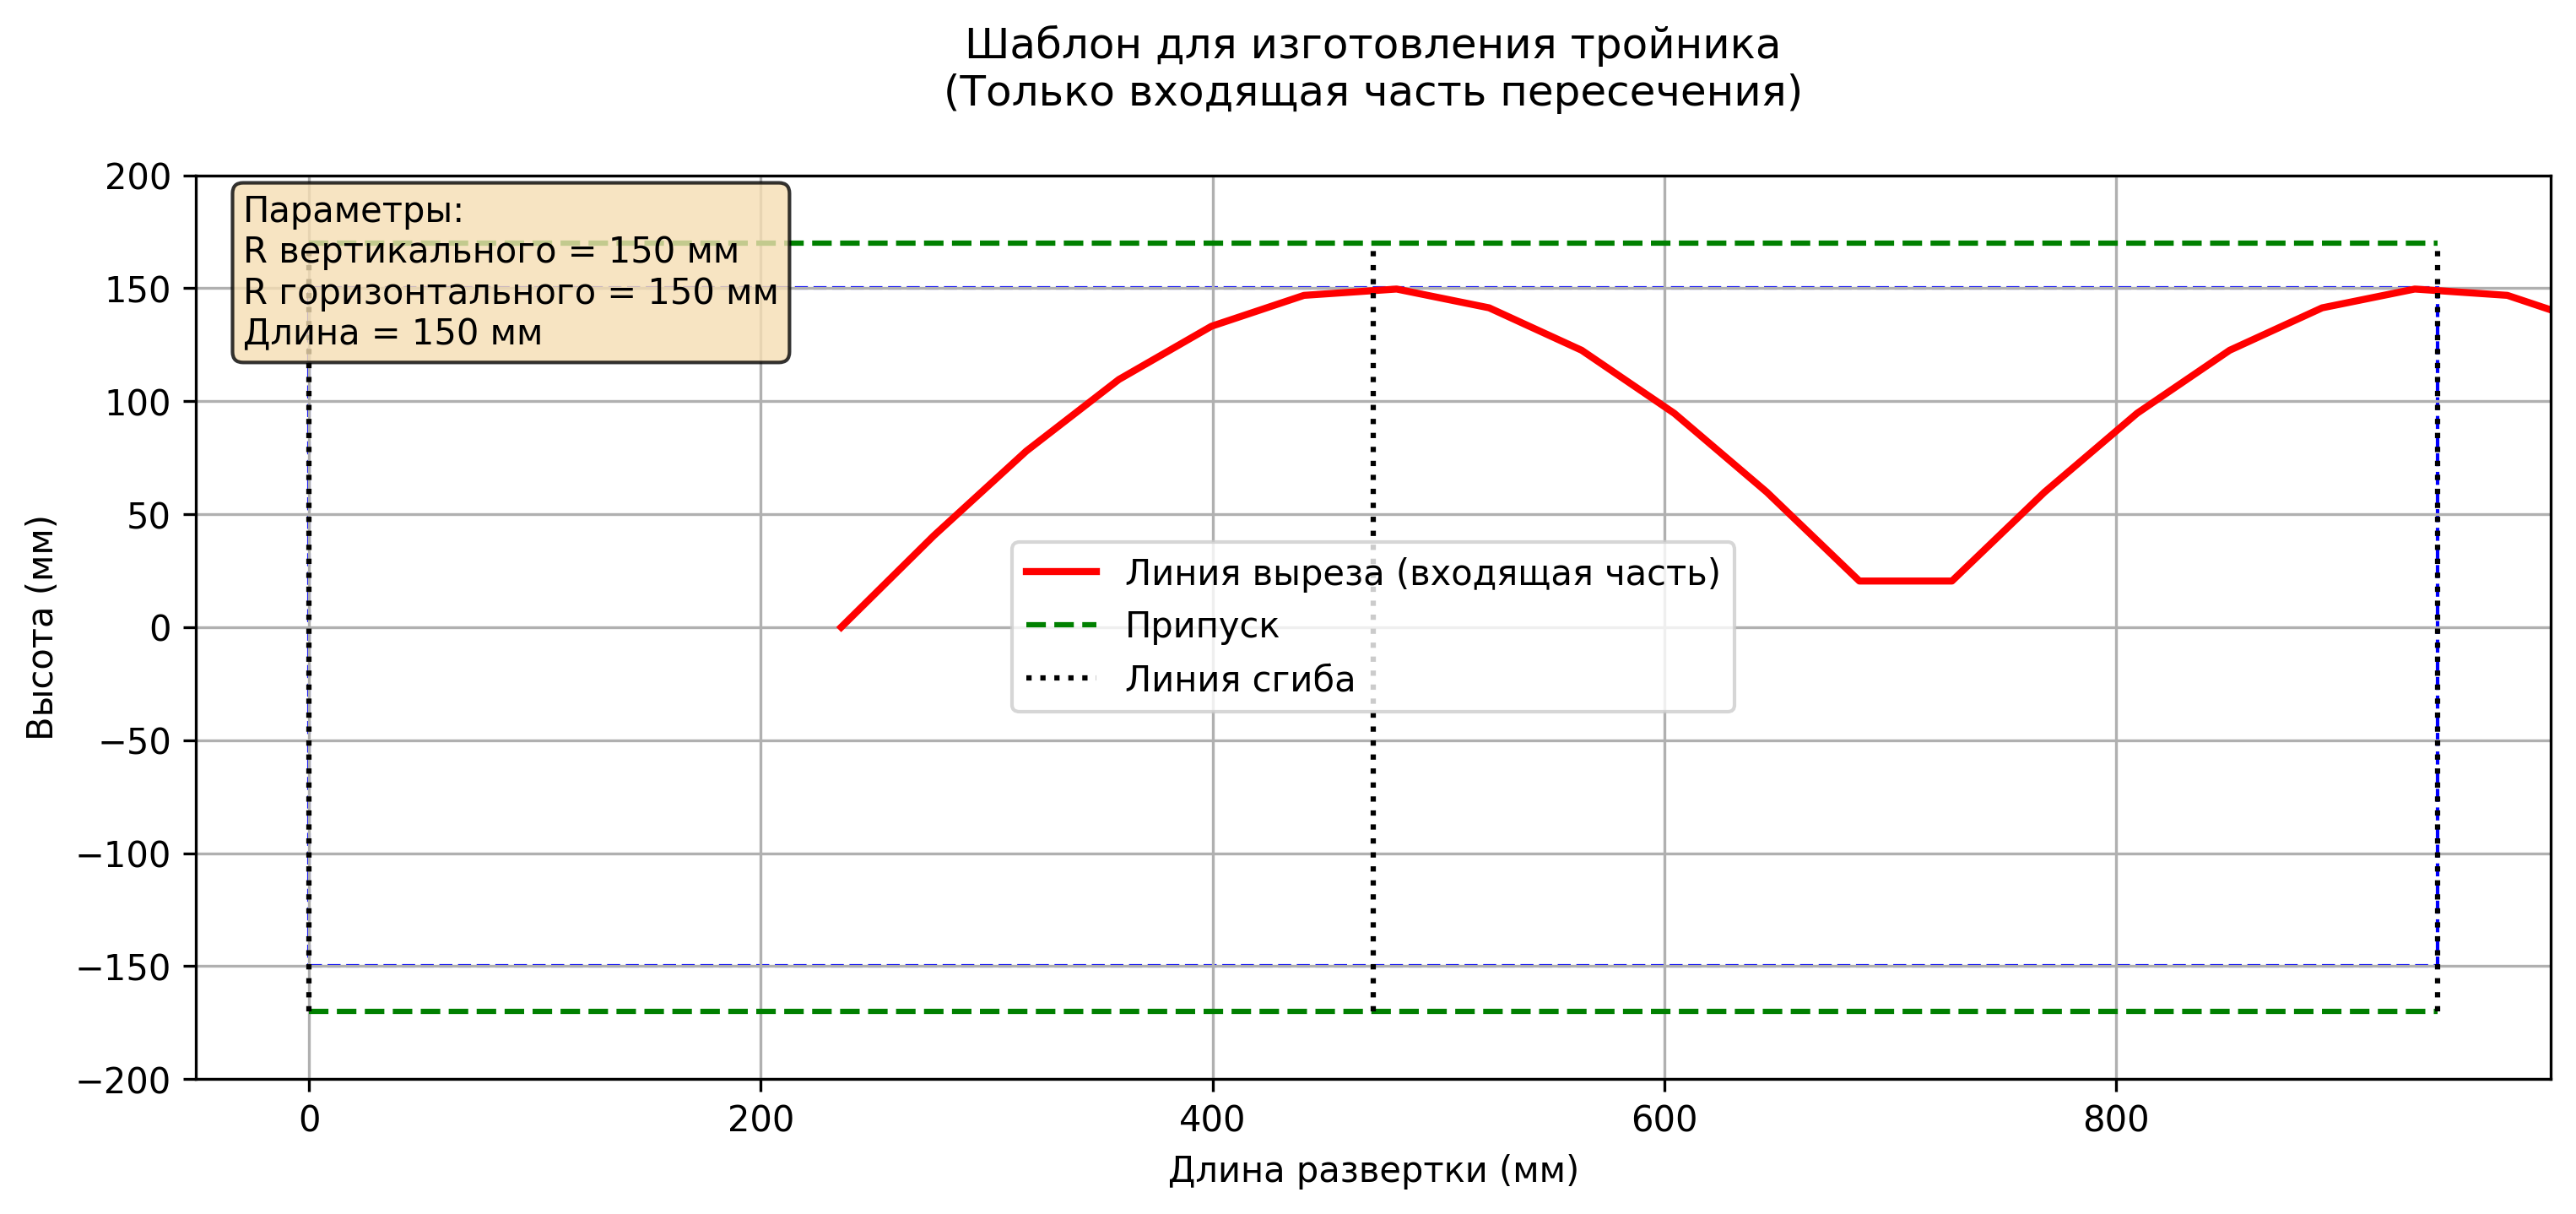 Шаблон для изготовления тройника
(Только входящая часть пересечения)
200
150
100
50
0
−50
−100
−150
−200
Высота (мм)
Параметры:
R вертикального = 150 мм
R горизонтального = 150 мм
Длина = 150 мм
Линия выреза (входящая часть)
Припуск
Линия сгиба
0
200
400
600
800
Длина развертки (мм)